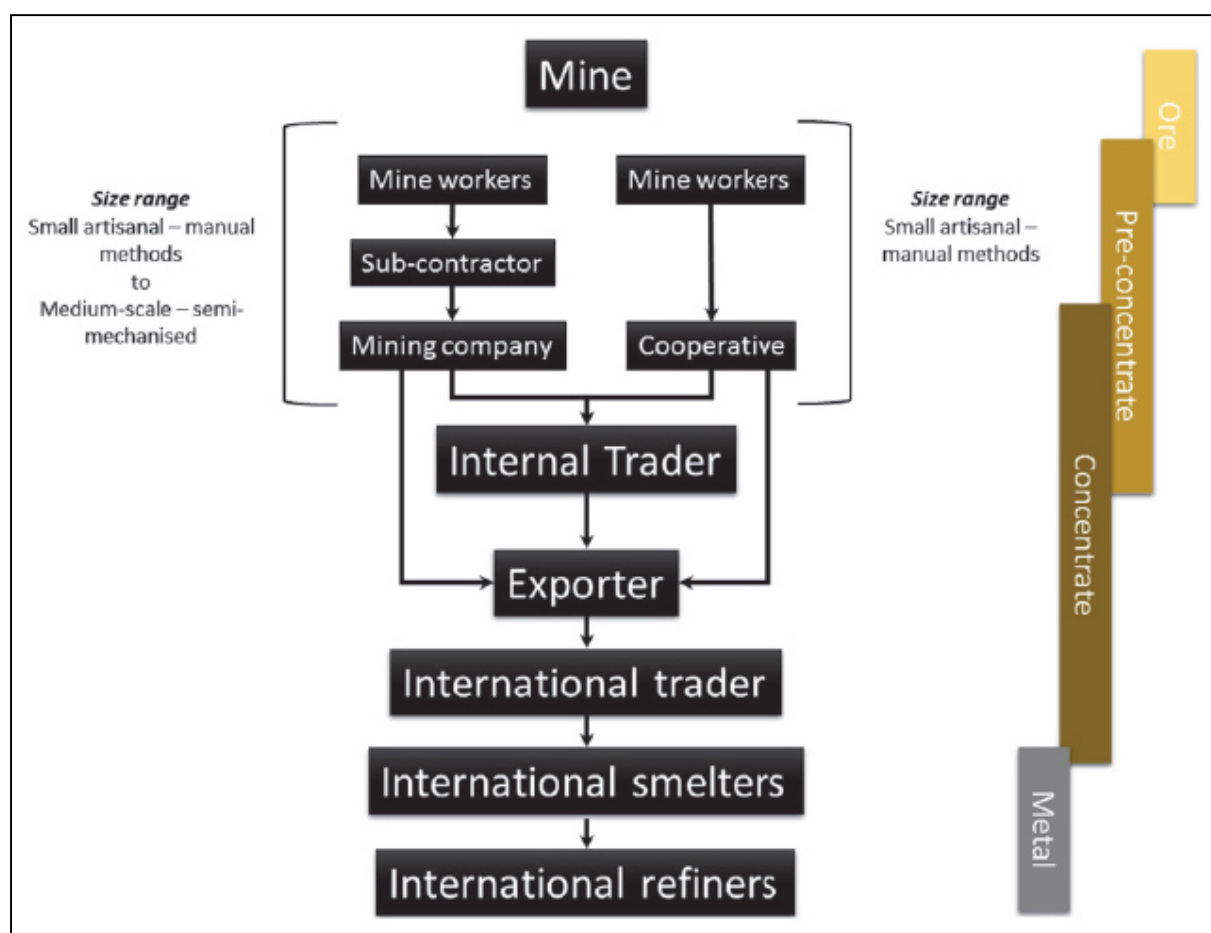 Mine
Mine workers
Mine workers
Size range
Small artisanal – manual
methods
to
Medium-scale – semi-
mechanised
Size range
Small artisanal –
manual methods
Sub-contractor
Mining company
Cooperative
Internal Trader
Exporter
International trader
International smelters
International refiners
Ore
Pre-concentrate
Concentrate
Metal